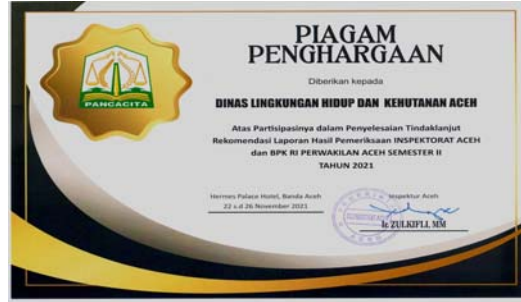 PIAGAM
PENGHARGAAN
PANCACITA
Diberikan kepada
DINAS LINGKUNGAN HIDUP DAN KEHUTANAN ACEH
Atas Partisipasinya dalam Penyelesaian Tindaklanjut
Rekomendasi Laporan Hasil Pemeriksaan INSPEKTORAT ACEH
dan BPK RI PERWAKILAN ACEH SEMESTER II
TAHUN 2021
Hermes Palace Hotel, Banda Aceh
22 s.d 26 November 2021
Inspektur Aceh
Ir. ZULKIFLI, MM